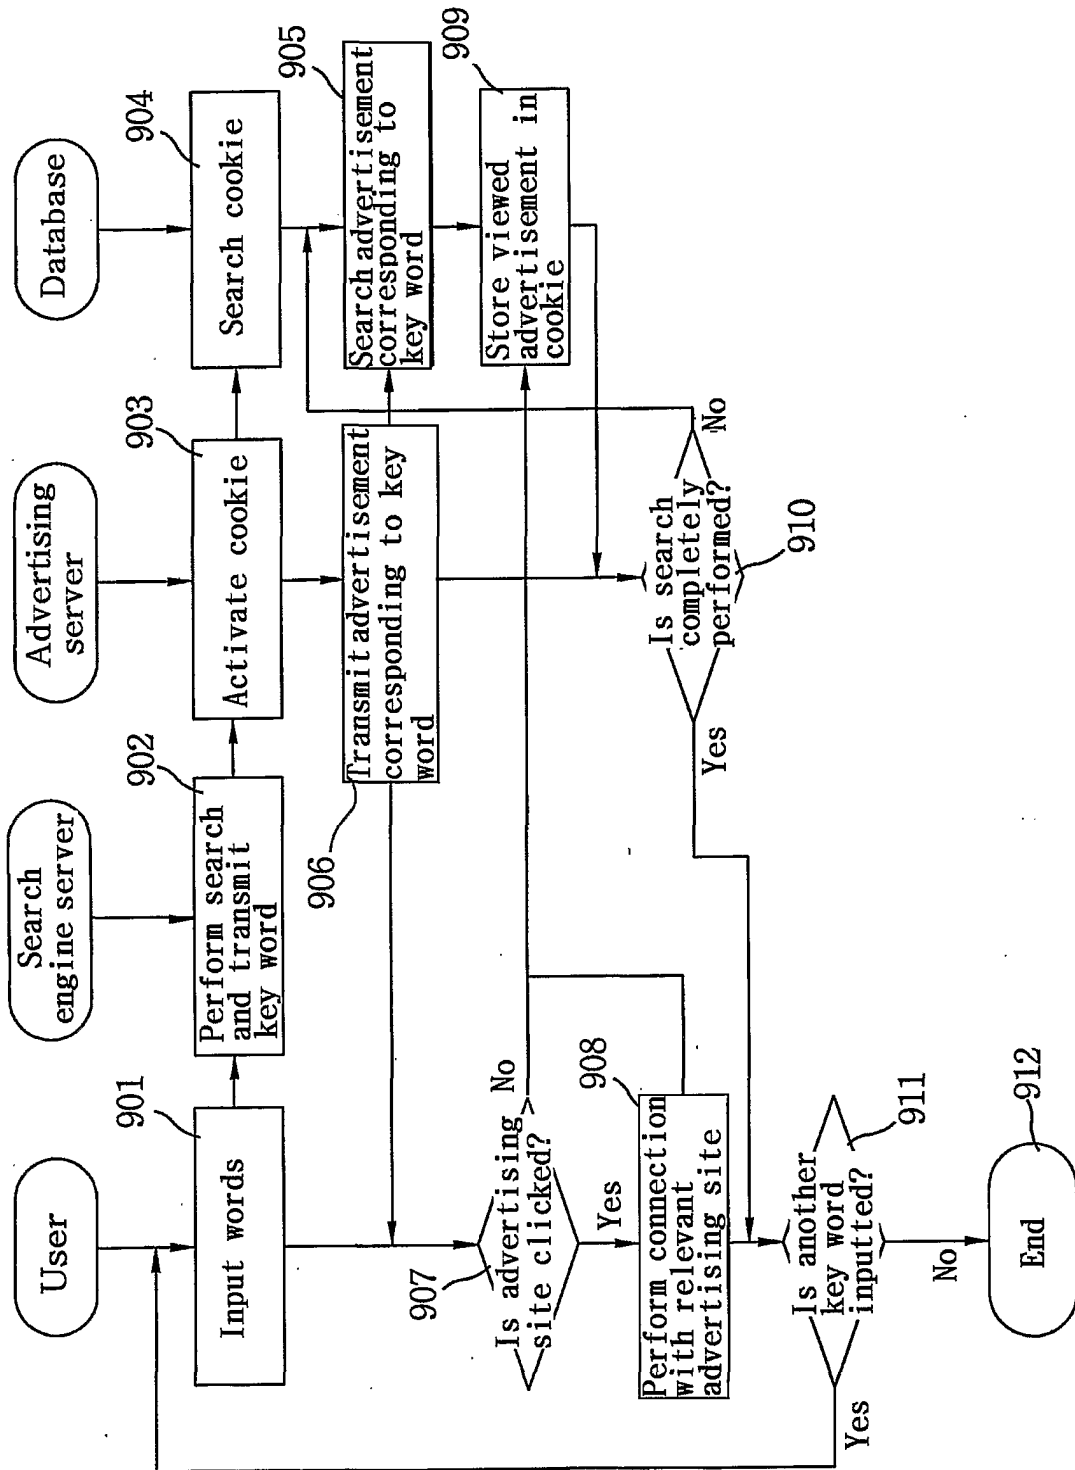 User
Search
engine server
Advertising
server
Database
901
902
903
904
Input words
Perform search
and transmit
key word
Activate cookie
Search cookie
906
905
Transmit advertisement
corresponding to key
word
Search advertisement
corresponding to
key word
907
Is advertising
site clicked?
No
Yes
909
Store viewed
advertisement in
cookie
908
Perform connection
with relevant
advertising site
Is search
completely
performed?
910
Yes
No
Is another
key word
inputted?
911
Yes
No
End
912